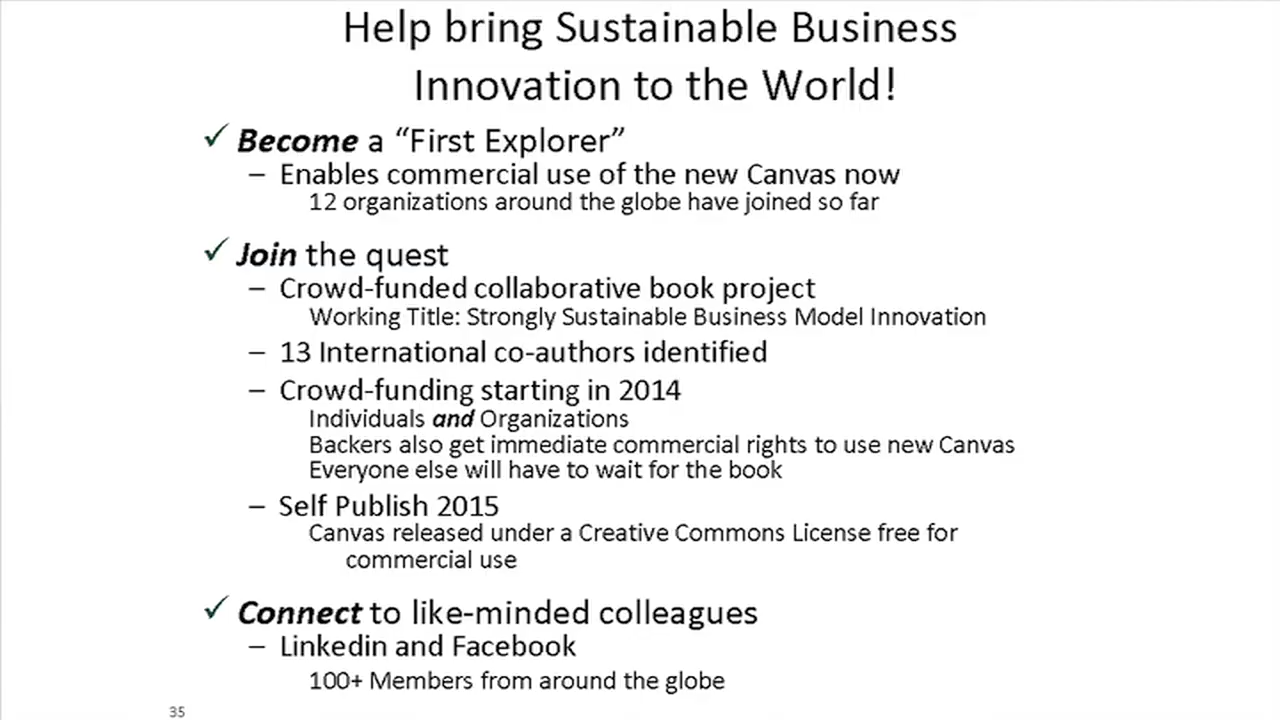 Help bring Sustainable Business
Innovation to the World!
✓ Become a “First Explorer”
– Enables commercial use of the new Canvas now
12 organizations around the globe have joined so far
✓ Join the quest
– Crowd-funded collaborative book project
Working Title: Strongly Sustainable Business Model Innovation
– 13 International co-authors identified
– Crowd-funding starting in 2014
Individuals and Organizations
Backers also get immediate commercial rights to use new Canvas
Everyone else will have to wait for the book
– Self Publish 2015
Canvas released under a Creative Commons License free for
commercial use
✓ Connect to like-minded colleagues
– Linkedin and Facebook
100+ Members from around the globe
35